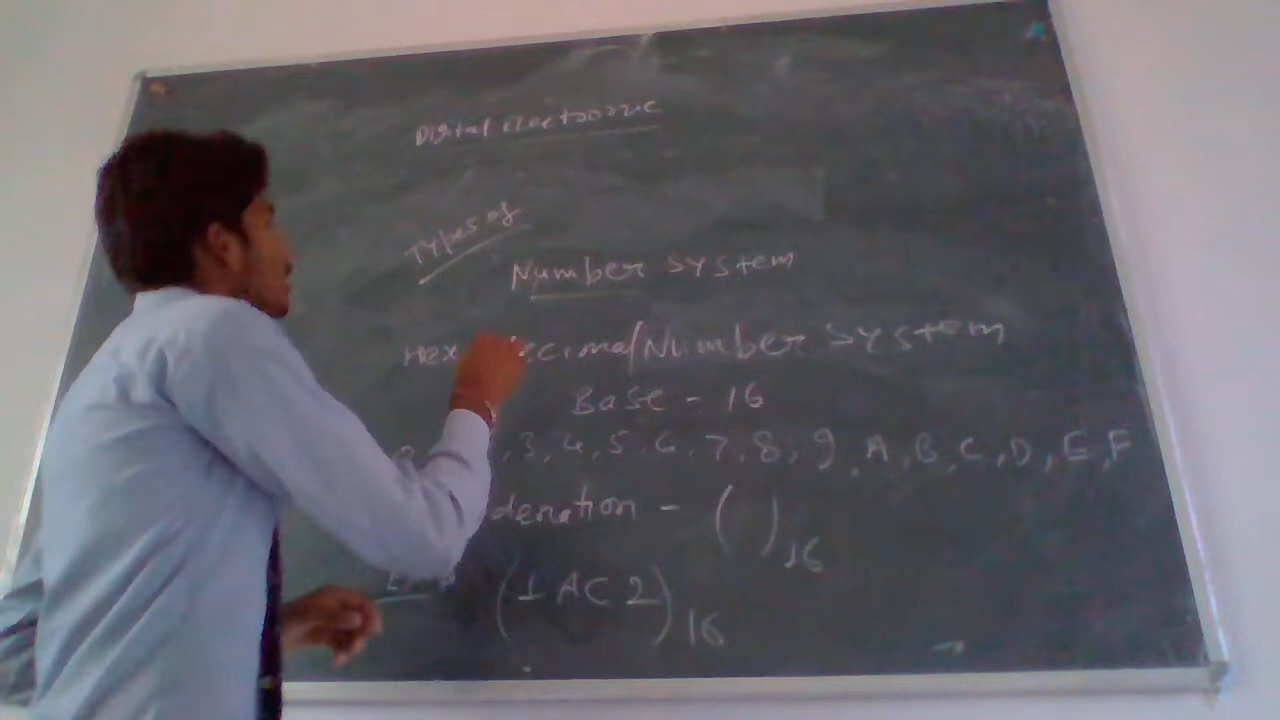 Digital electronic
Types of
Number system
Hex decimal Number system
Base - 16
, 3, 4, 5, 6, 7, 8, 9, A, B, C, D, E, F
denation - ( )16
(1AC2)16